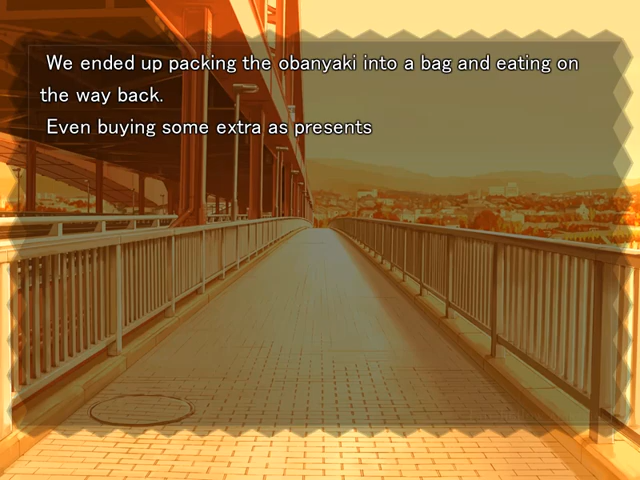 We ended up packing the obanyaki into a bag and eating on
the way back.
Even buying some extra as presents